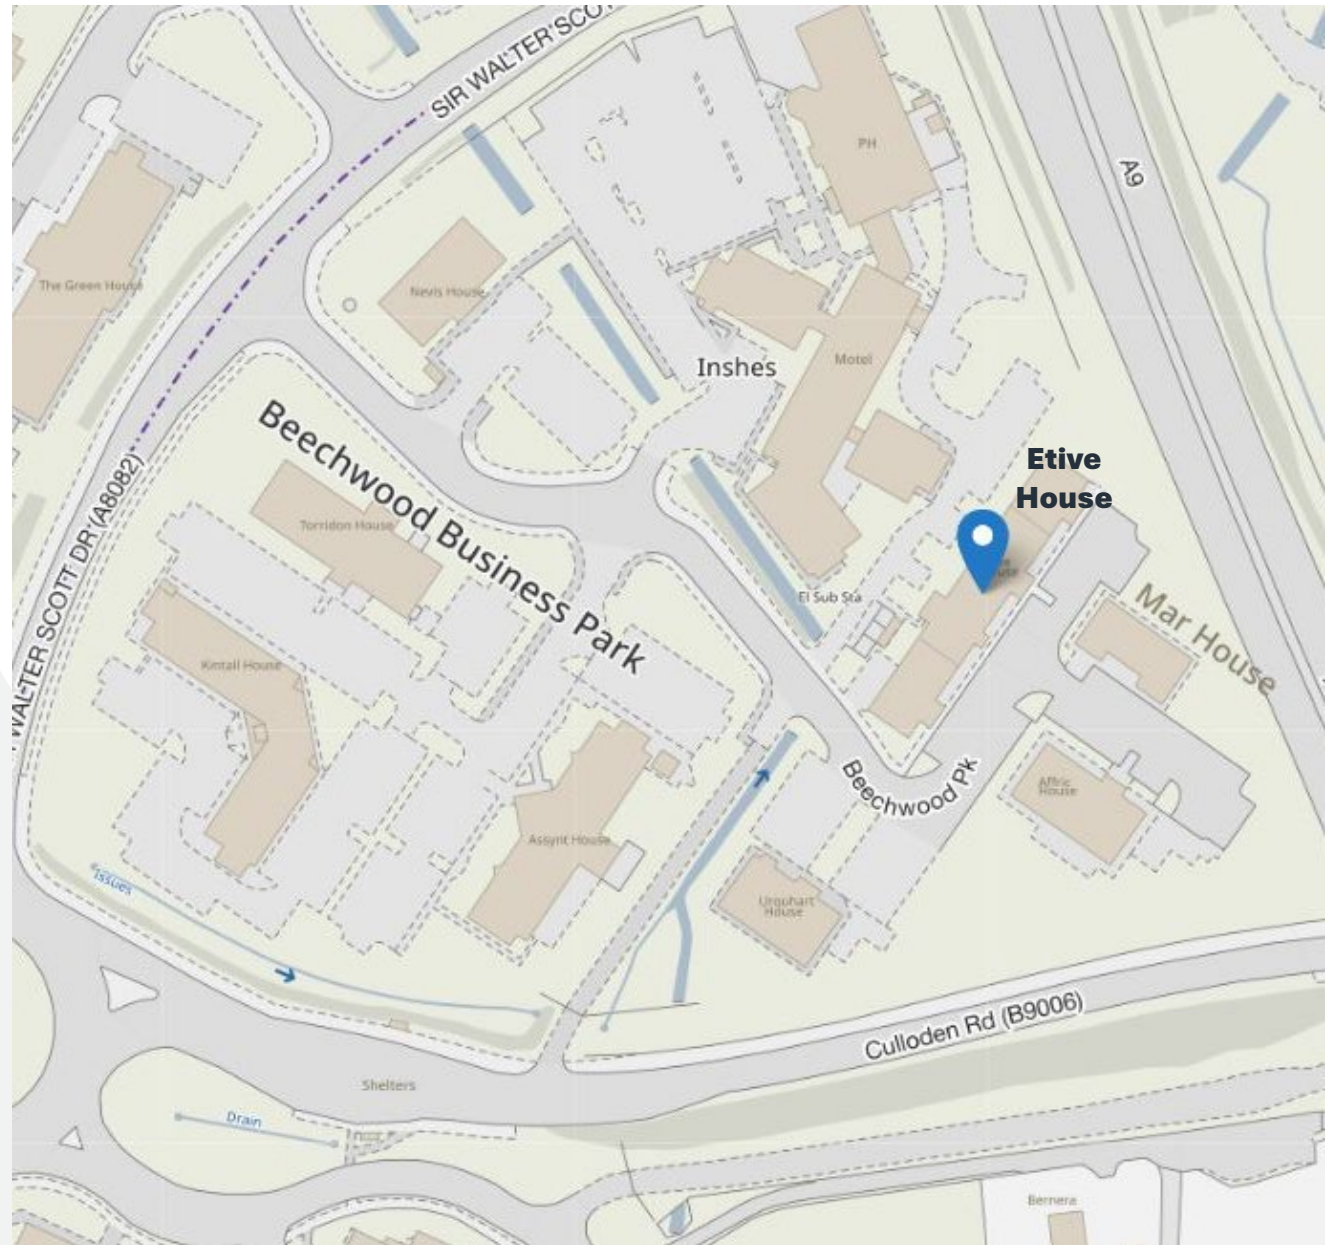 SIR WALTER SCO
A9
PH
The Green House
Nevis House
Inshes
Motel
Beechwood Business Park
Etive
House
Torridon House
WALTER SCOTT DR (A8082)
El Sub Sta
Mar House
Kintail House
Beechwood Pk
Affric
House
Assynt House
Issues
Urquhart
House
Culloden Rd (B9006)
Shelters
Drain
Bernera